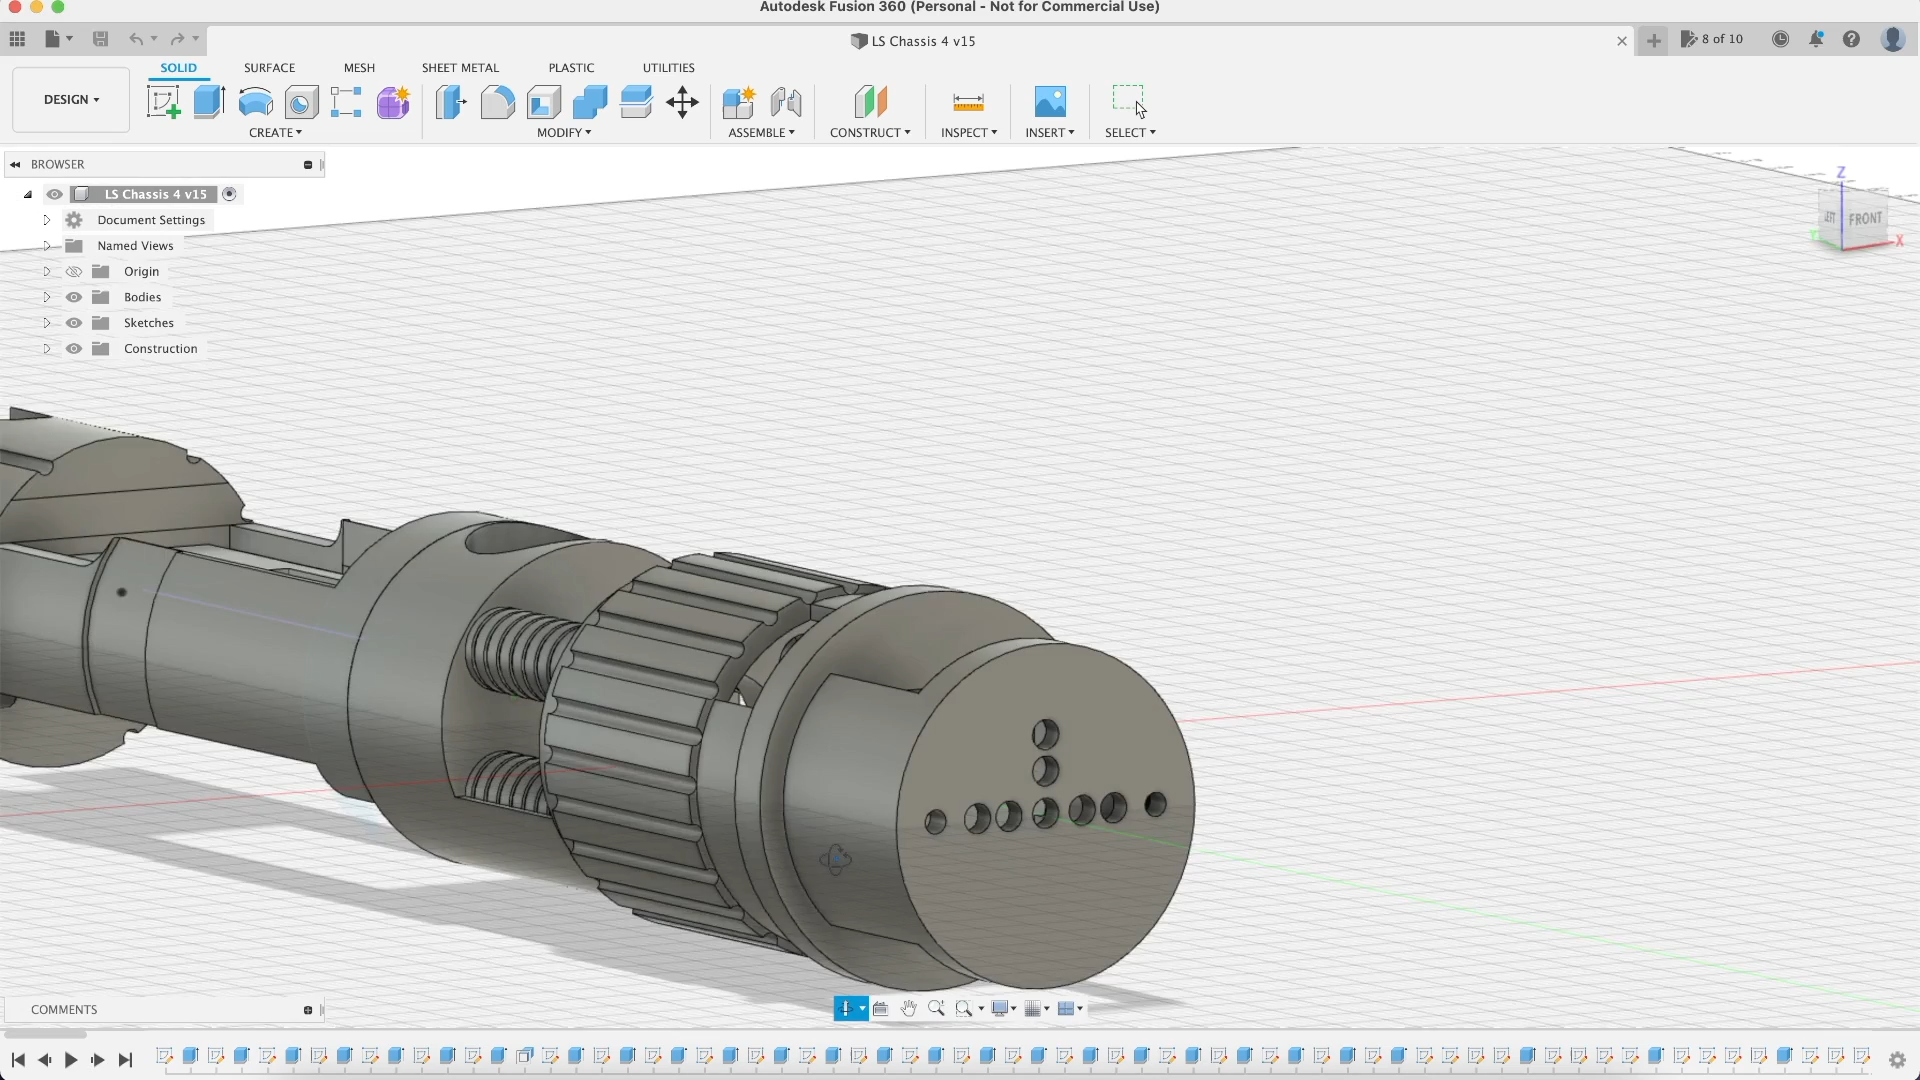 Autodesk Fusion 360 (Personal - Not for Commercial Use)
LS Chassis 4 v15
8 of 10
SOLID SURFACE MESH SHEET METAL PLASTIC UTILITIES
DESIGN
CREATE MODIFY ASSEMBLE CONSTRUCT INSPECT INSERT SELECT
BROWSER
LS Chassis 4 v15
Document Settings
Named Views
Origin
Bodies
Sketches
Construction
Z
LEFT FRONT
Y X
COMMENTS